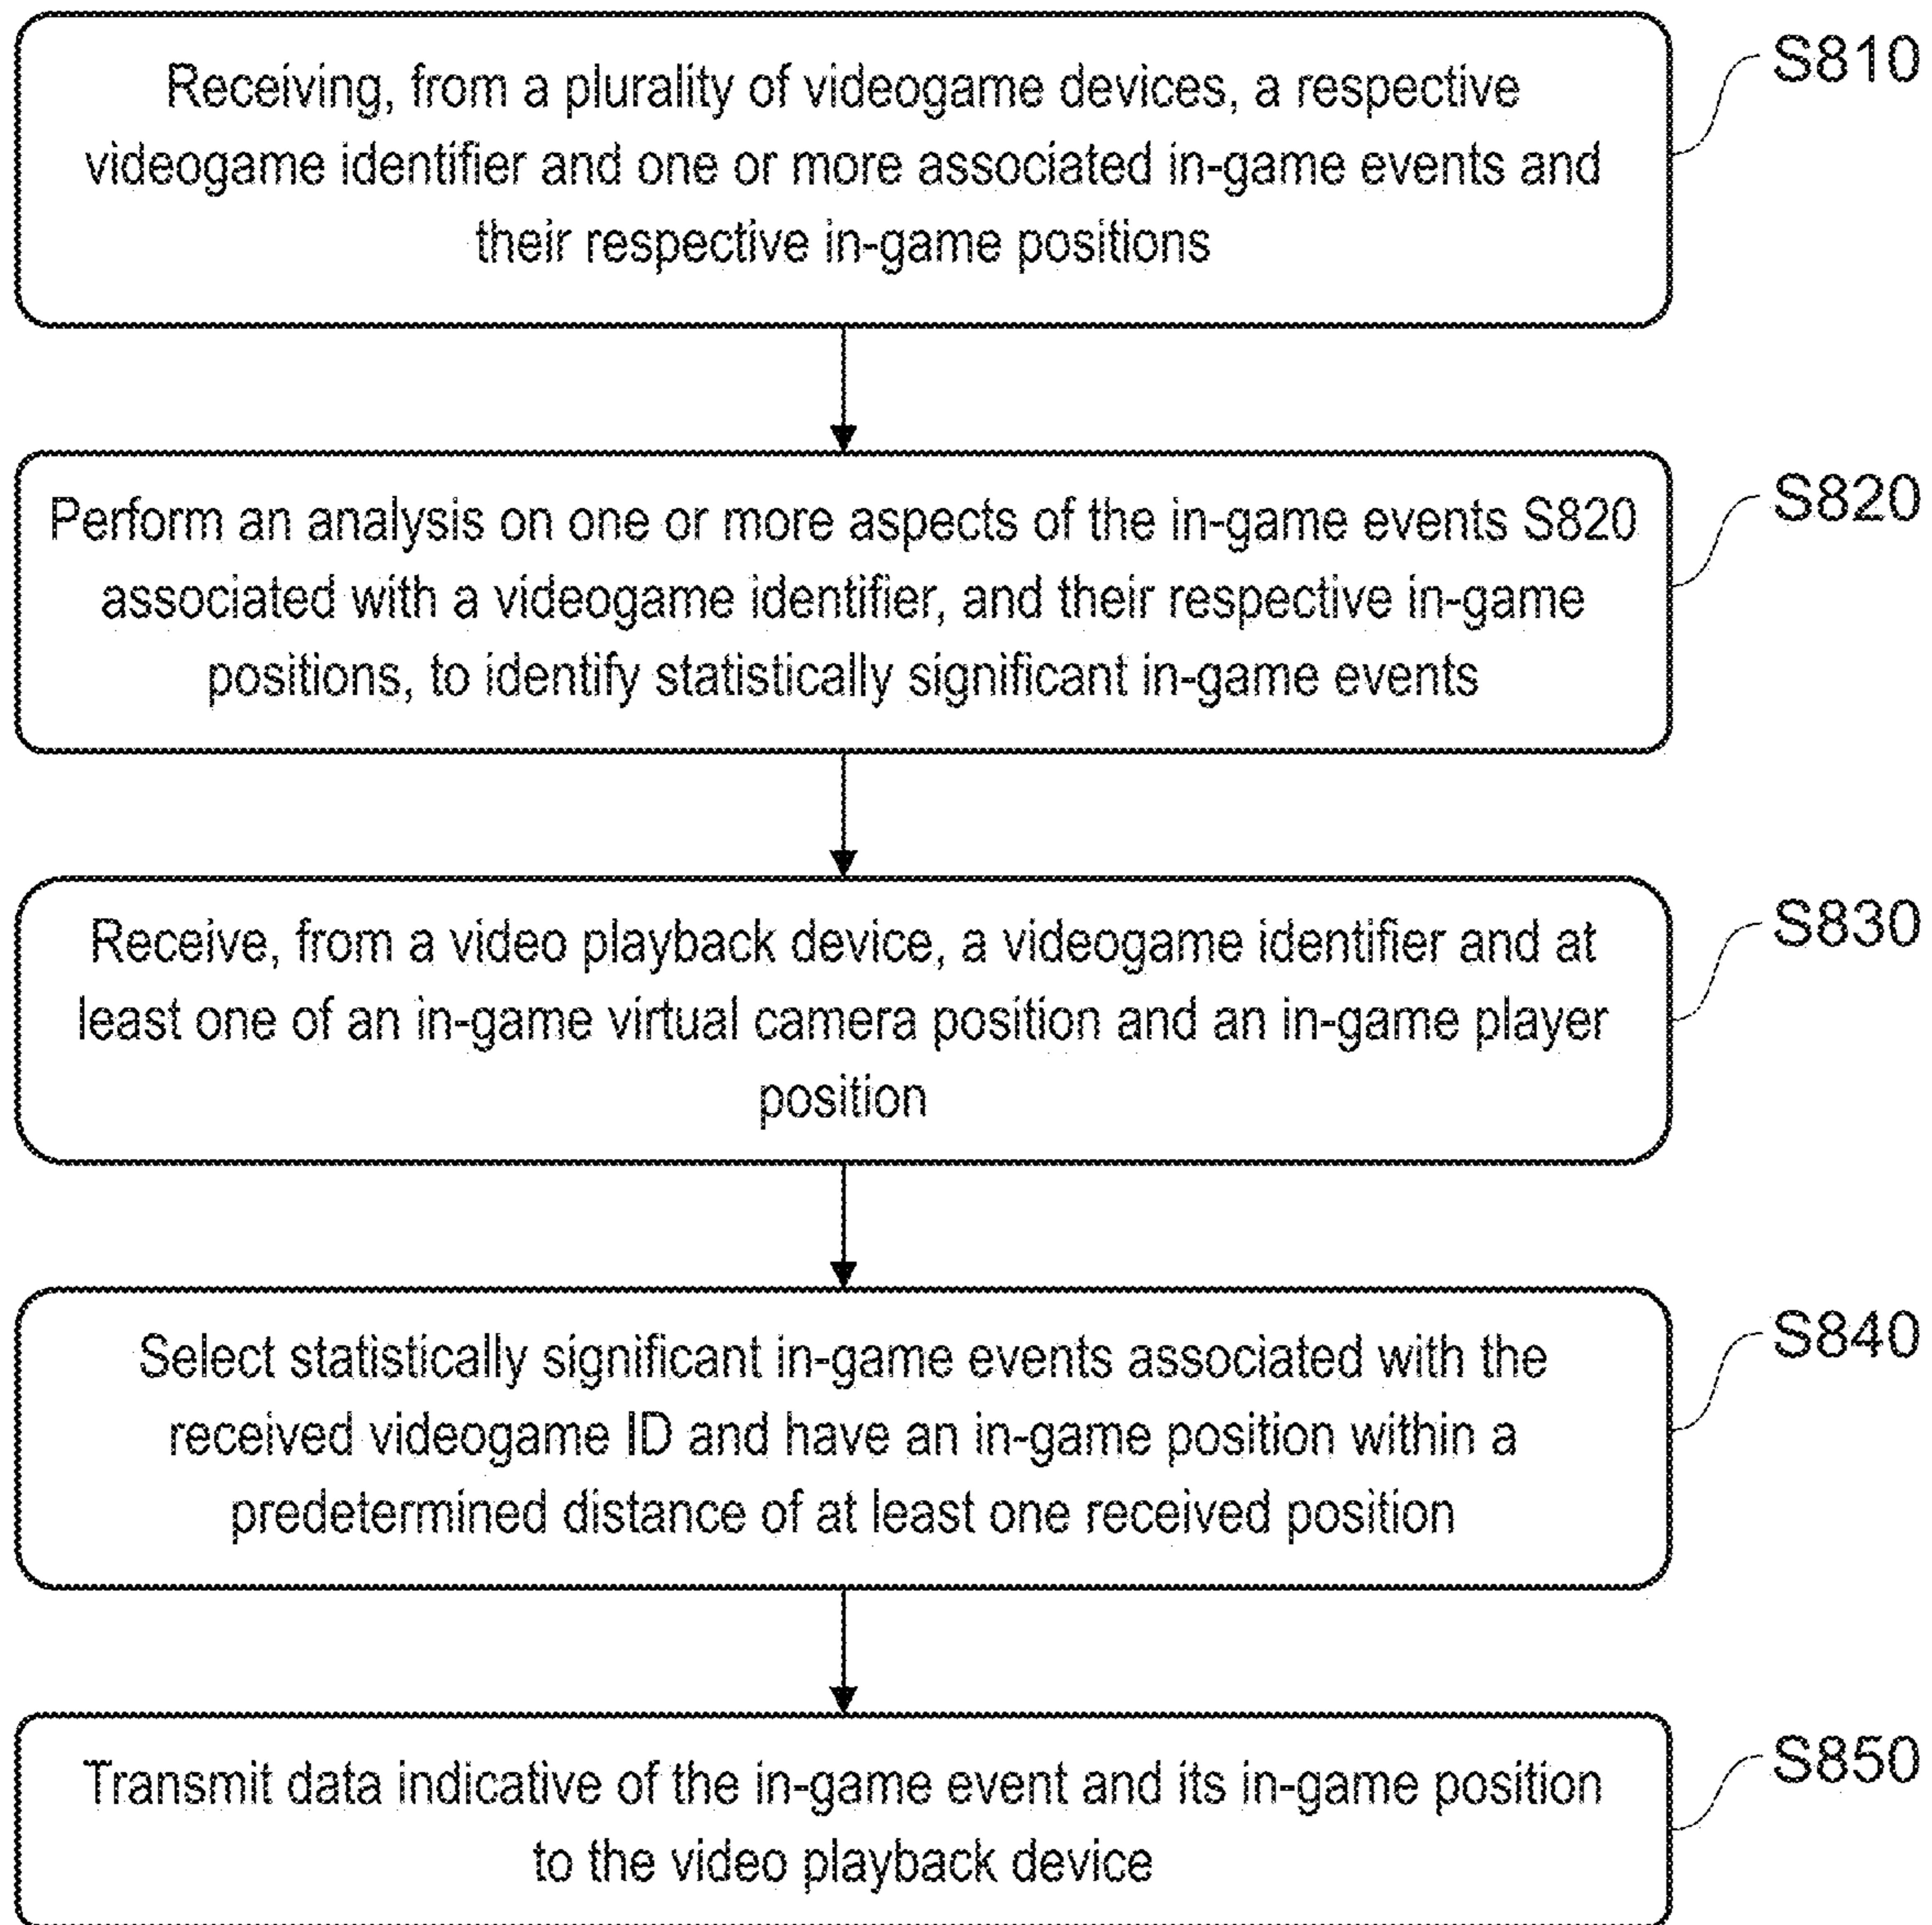 Receiving, from a plurality of videogame devices, a respective
videogame identifier and one or more associated in-game events and
their respective in-game positions
S810
Perform an analysis on one or more aspects of the in-game events S820
associated with a videogame identifier, and their respective in-game
positions, to identify statistically significant in-game events
S820
Receive, from a video playback device, a videogame identifier and at
least one of an in-game virtual camera position and an in-game player
position
S830
Select statistically significant in-game events associated with the
received videogame ID and have an in-game position within a
predetermined distance of at least one received position
S840
Transmit data indicative of the in-game event and its in-game position
to the video playback device
S850